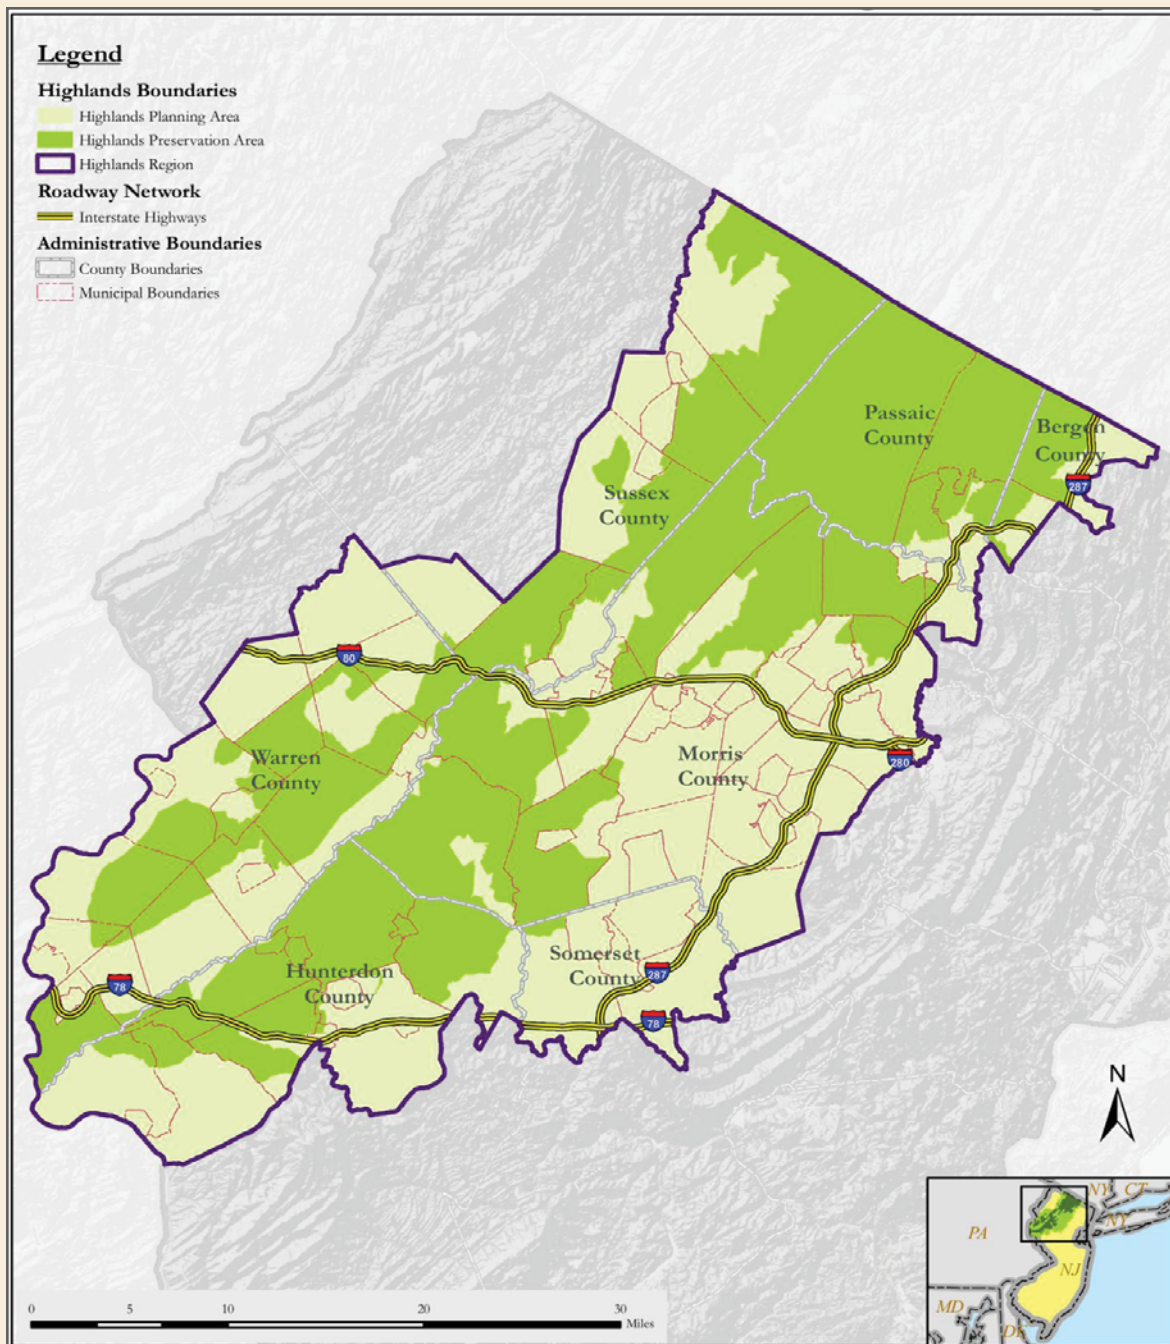 Legend
Highlands Boundaries
Highlands Planning Area
Highlands Preservation Area
Highlands Region
Roadway Network
Interstate Highways
Administrative Boundaries
County Boundaries
Municipal Boundaries
Passaic
County
Bergen
County
287
Sussex
County
80
Warren
County
Morris
County
280
Somerset
County
287
Hunterdon
County
78
78
N
NY
CT
NY
PA
NJ
MD
0 5 10 20 30
Miles